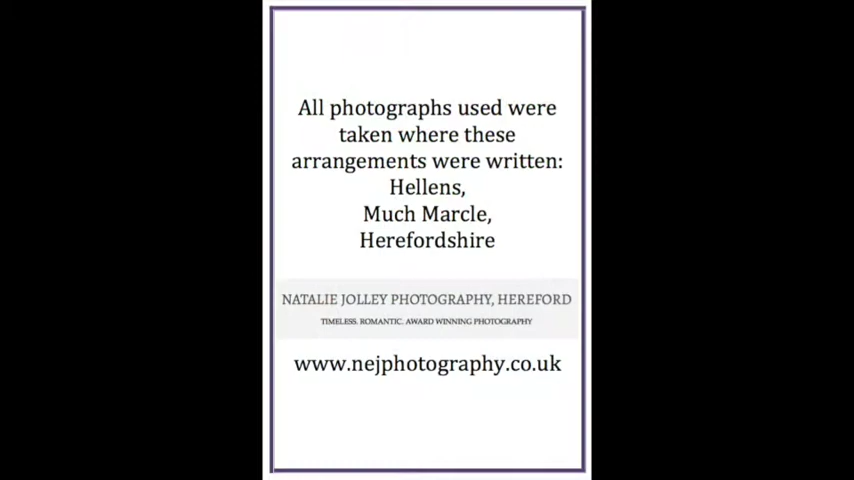 All photographs used were
taken where these
arrangements were written:
Hellens,
Much Marcle,
Herefordshire
NATALIE JOLLEY PHOTOGRAPHY, HEREFORD
TIMELESS. ROMANTIC. AWARD WINNING PHOTOGRAPHY
www.nejphotography.co.uk